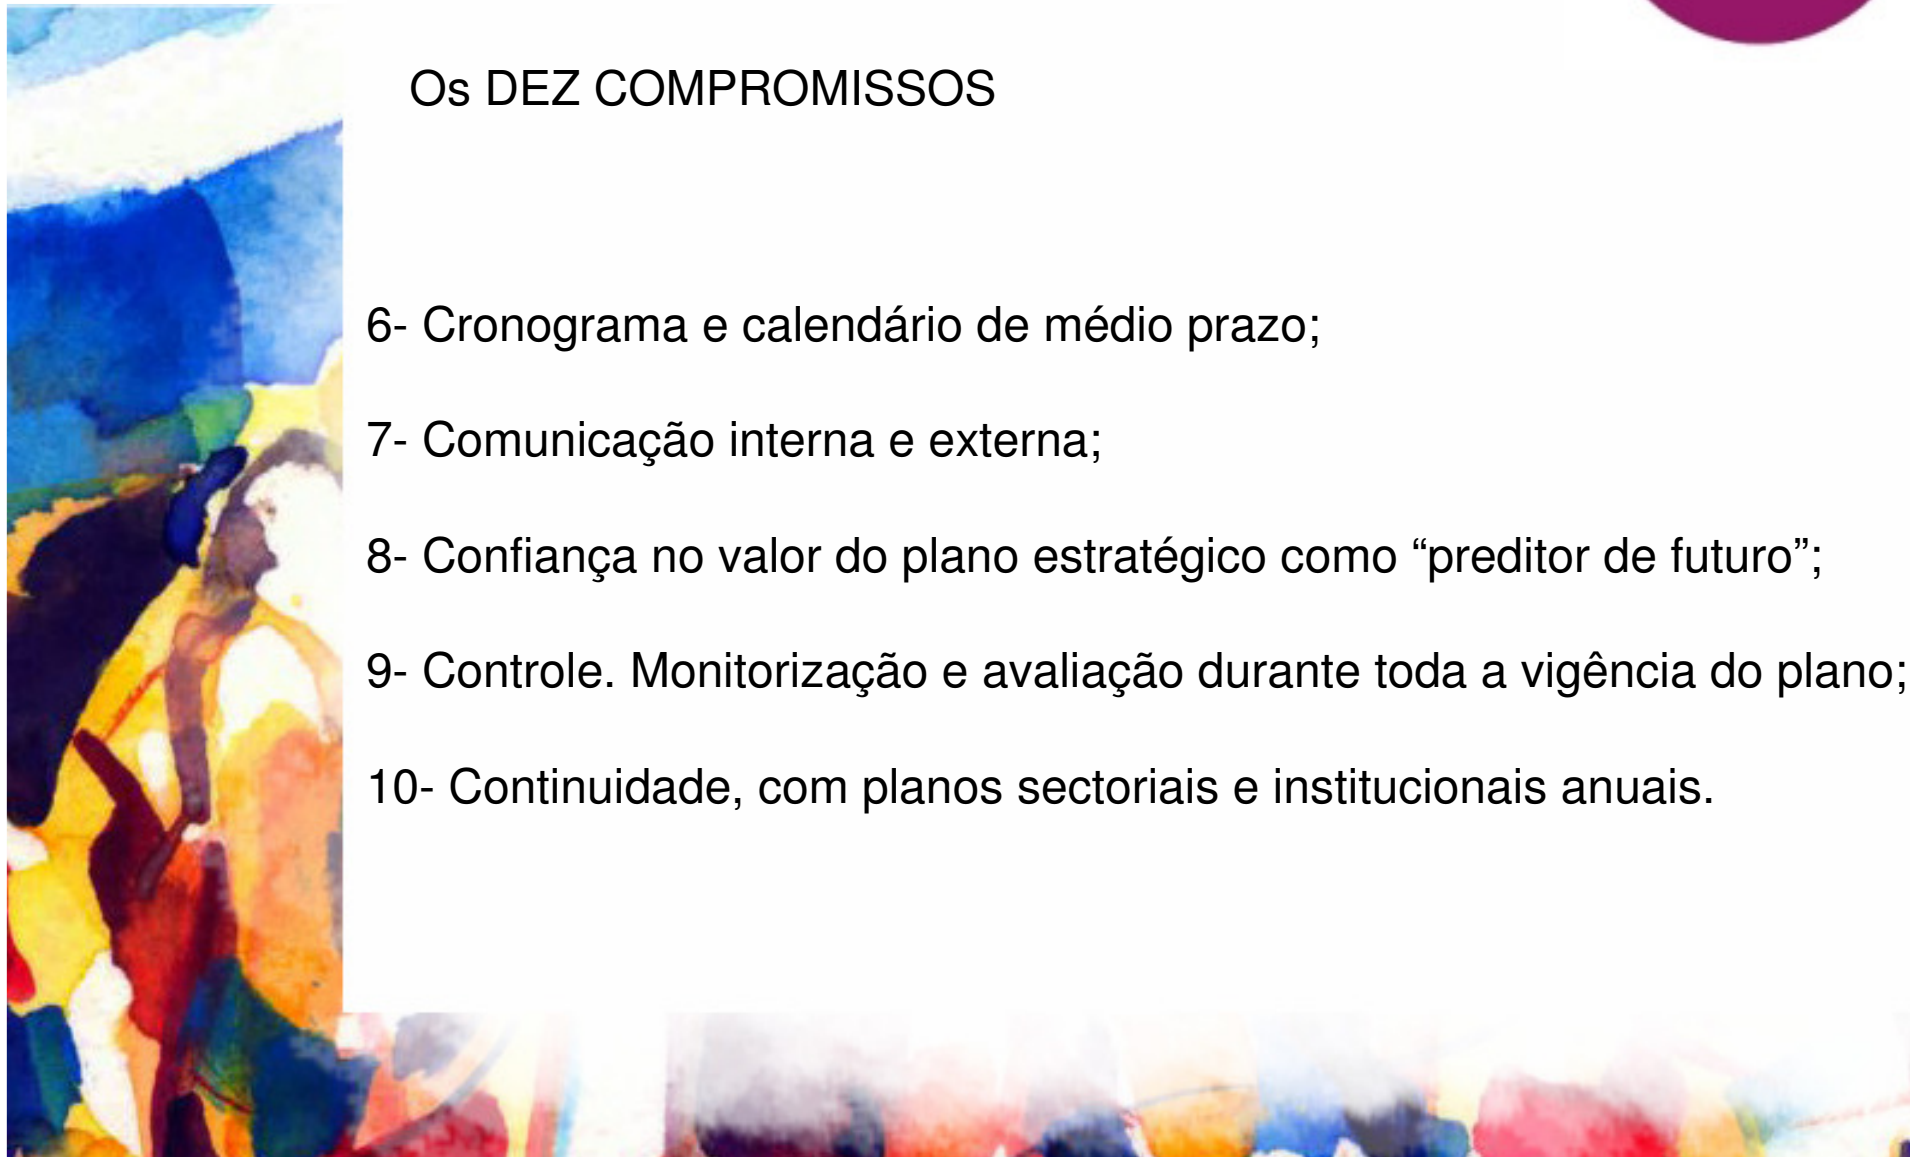 Os DEZ COMPROMISSOS
6- Cronograma e calendário de médio prazo;
7- Comunicação interna e externa;
8- Confiança no valor do plano estratégico como “preditor de futuro”;
9- Controle. Monitorização e avaliação durante toda a vigência do plano;
10- Continuidade, com planos sectoriais e institucionais anuais.